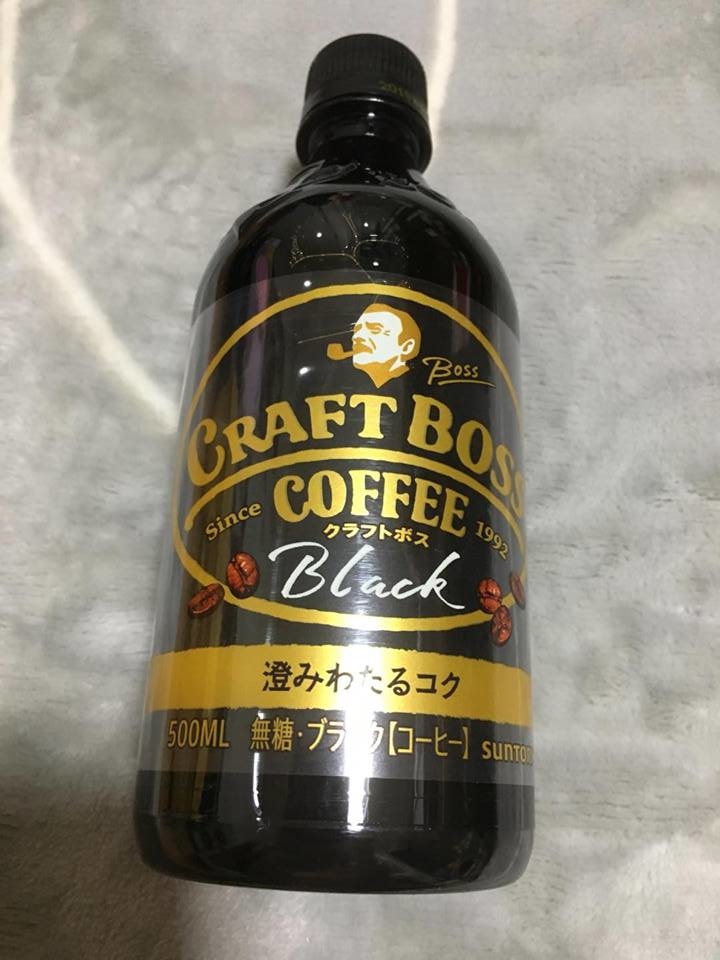 Boss
CRAFT BOSS
COFFEE
Since 1992
クラフトボス
Black
澄みわたるコク
500ML 無糖・ブラック【コーヒー】